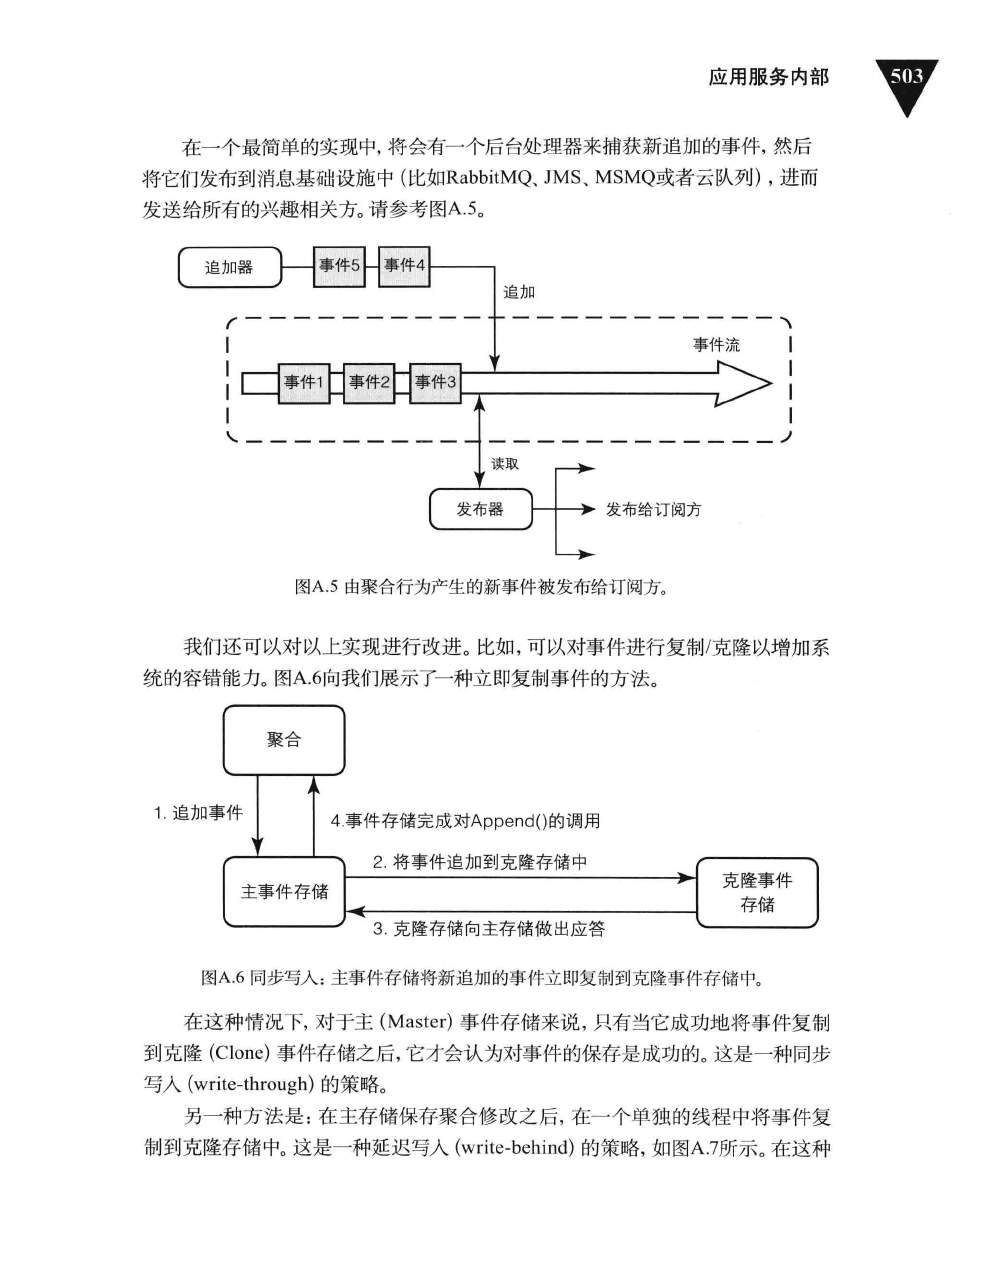 应用服务内部
503
在一个最简单的实现中,将会有一个后台处理器来捕获新追加的事件,然后
将它们发布到消息基础设施中(比如RabbitMQ、JMS、MSMQ或者云队列),进而
发送给所有的兴趣相关方。请参考图A.5。
追加器
事件5
事件4
追加
事件流
事件1
事件2
事件3
读取
发布器
发布给订阅方
图A.5 由聚合行为产生的新事件被发布给订阅方。
我们还可以对以上实现进行改进。比如,可以对事件进行复制/克隆以增加系
统的容错能力。图A.6向我们展示了一种立即复制事件的方法。
聚合
1. 追加事件
4.事件存储完成对Append()的调用
2. 将事件追加到克隆存储中
主事件存储
克隆事件
存储
3. 克隆存储向主存储做出应答
图A.6 同步写入:主事件存储将新追加的事件立即复制到克隆事件存储中。
在这种情况下,对于主(Master)事件存储来说,只有当它成功地将事件复制
到克隆(Clone)事件存储之后,它才会认为对事件的保存是成功的。这是一种同步
写入(write-through)的策略。
另一种方法是:在主存储保存聚合修改之后,在一个单独的线程中将事件复
制到克隆存储中。这是一种延迟写入(write-behind)的策略,如图A.7所示。在这种